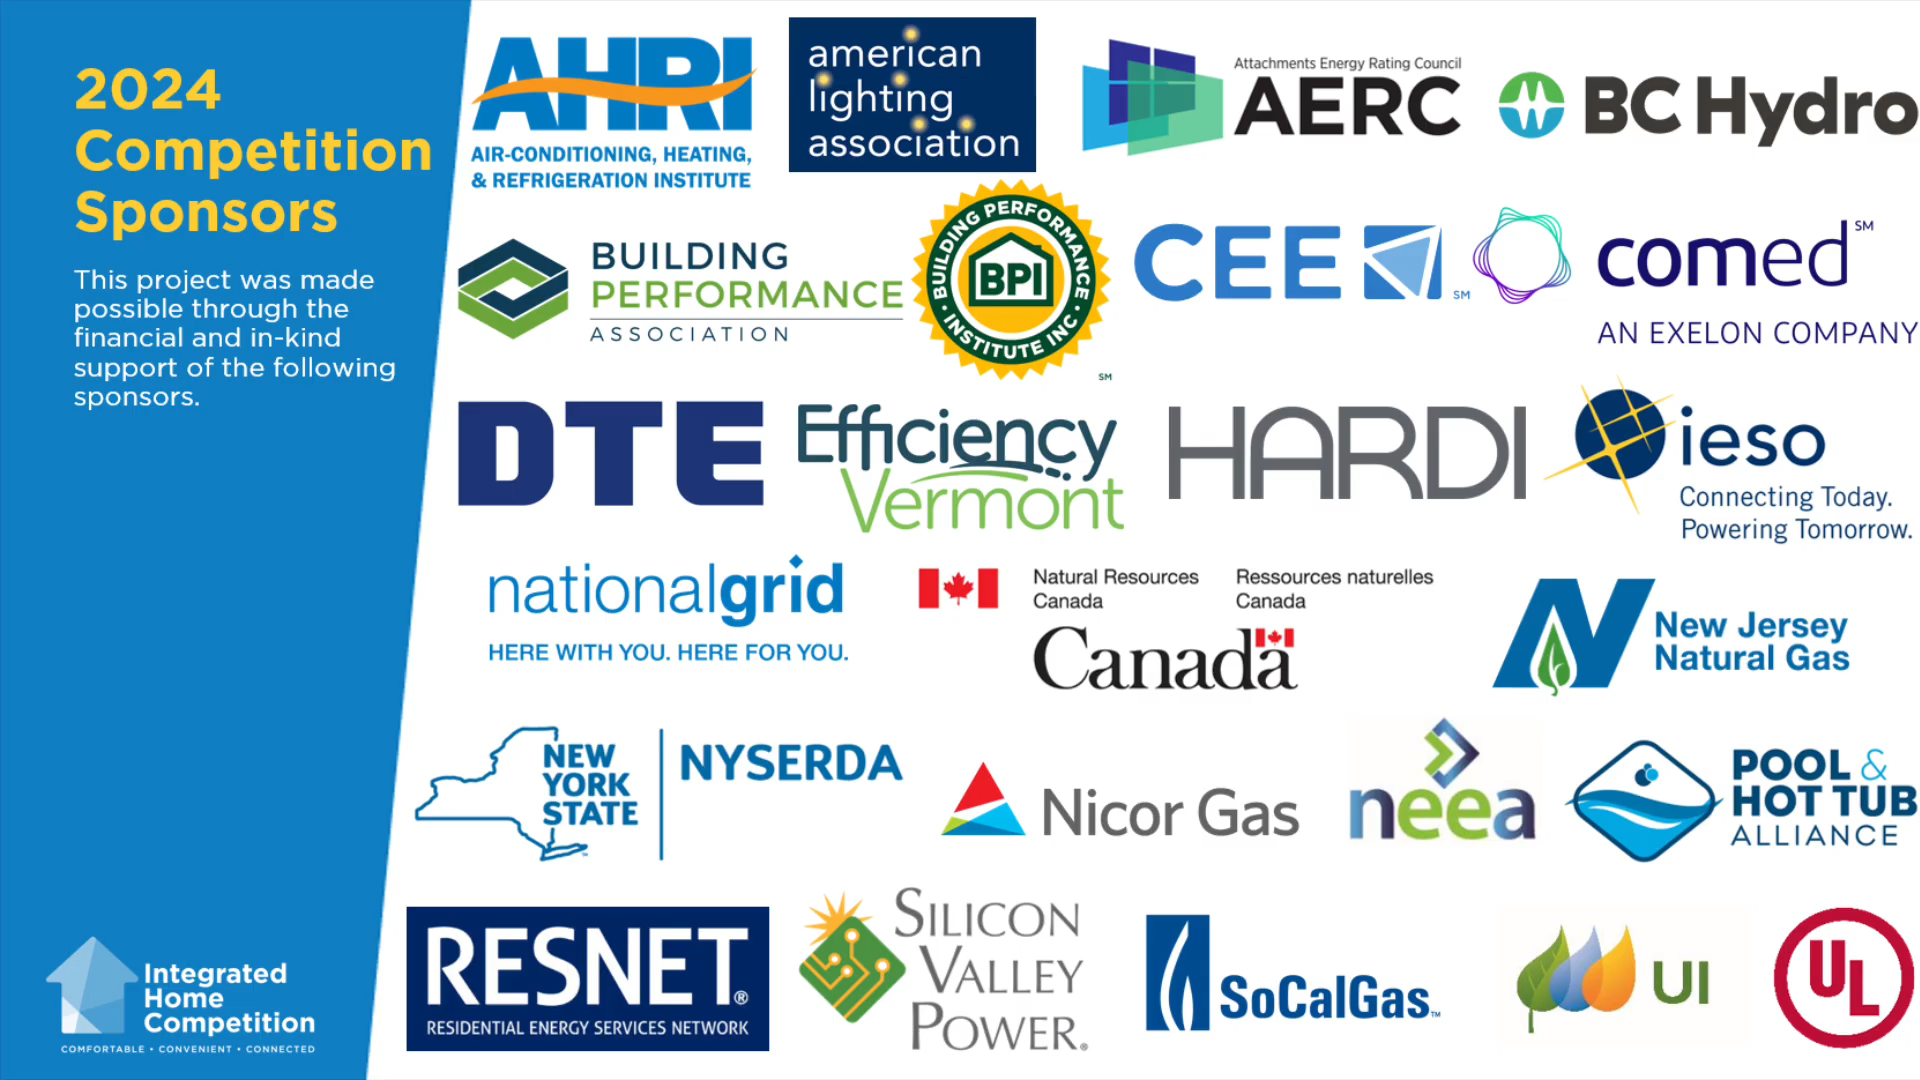 2024
Competition
Sponsors
This project was made
possible through the
financial and in-kind
support of the following
sponsors.
Integrated
Home
Competition
COMFORTABLE • CONVENIENT • CONNECTED
AHRI
AIR-CONDITIONING, HEATING,
& REFRIGERATION INSTITUTE
american
lighting
association
Attachments Energy Rating Council
AERC
BC Hydro
BUILDING
PERFORMANCE
ASSOCIATION
BUILDING PERFORMANCE
BPI
• INSTITUTE INC •
SM
CEE
SM
comed
SM
AN EXELON COMPANY
DTE
Efficiency
Vermont
HARDI
ieso
Connecting Today.
Powering Tomorrow.
nationalgrid
HERE WITH YOU. HERE FOR YOU.
Natural Resources
Canada
Ressources naturelles
Canada
Canada
New Jersey
Natural Gas
NEW
YORK
STATE
NYSERDA
Nicor Gas
neea
POOL &
HOT TUB
ALLIANCE
RESNET®
RESIDENTIAL ENERGY SERVICES NETWORK
SILICON
VALLEY
POWER®
SoCalGas™
UI
UL